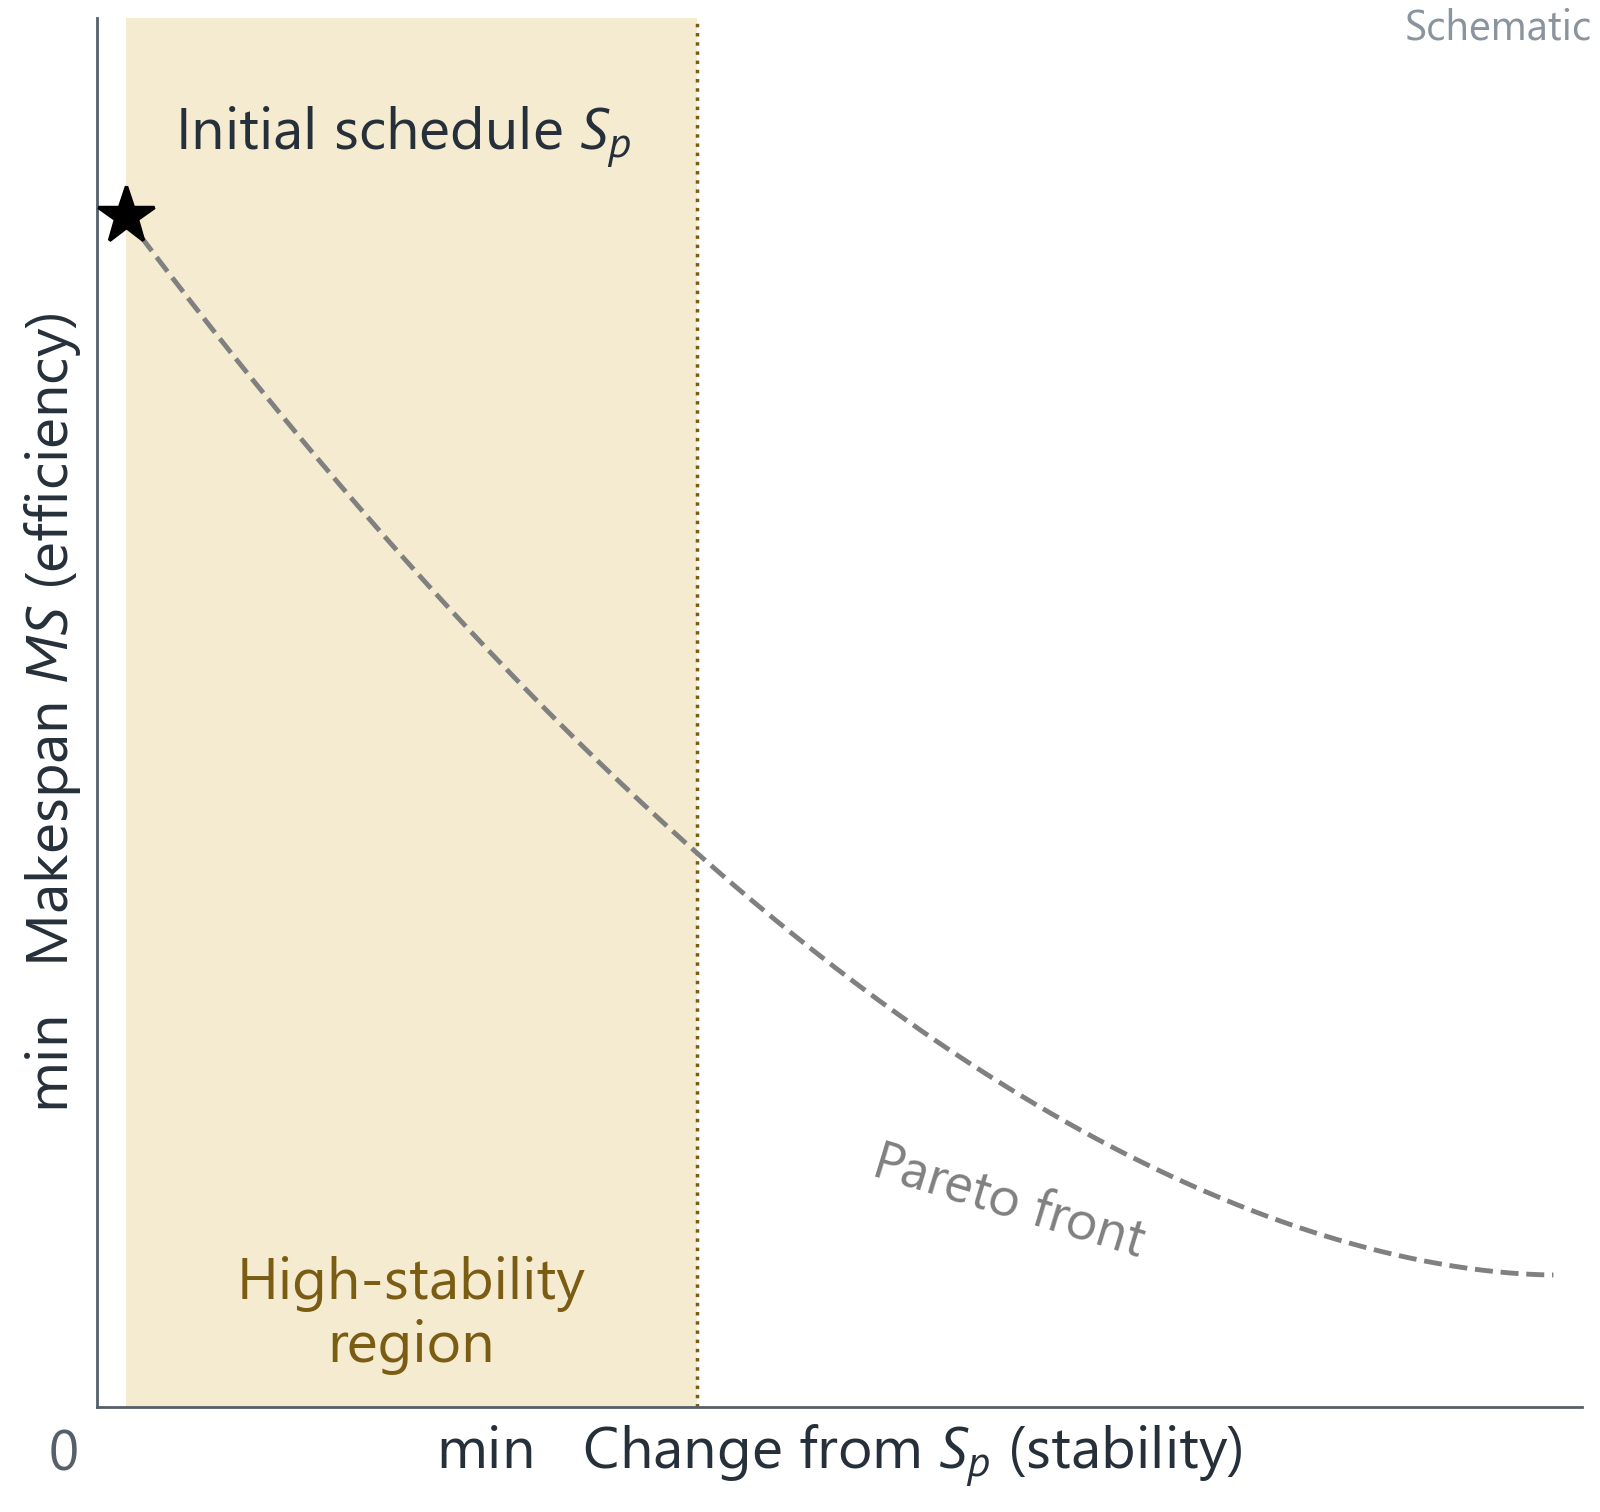 Schematic
Initial schedule Sp
min Makespan MS (efficiency)
Pareto front
High-stability
region
0
min Change from Sp (stability)